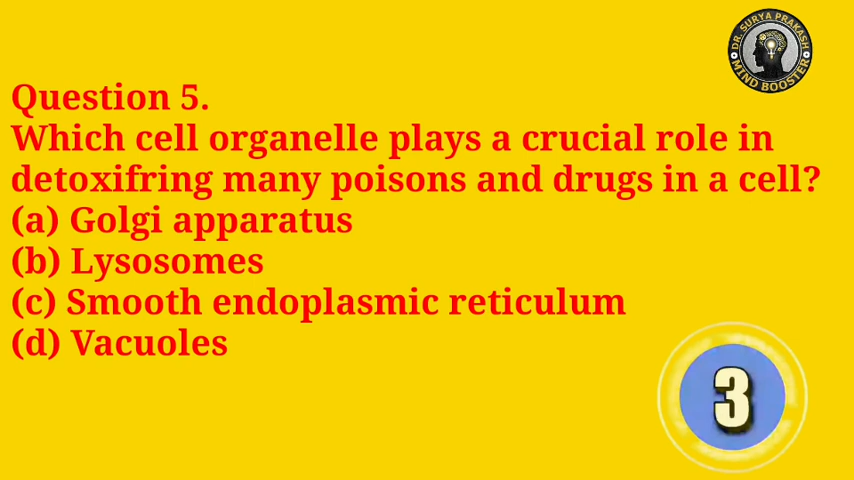 DR. SURYA PRAKASH
MIND BOOSTER
Question 5.
Which cell organelle plays a crucial role in
detoxifring many poisons and drugs in a cell?
(a) Golgi apparatus
(b) Lysosomes
(c) Smooth endoplasmic reticulum
(d) Vacuoles
3